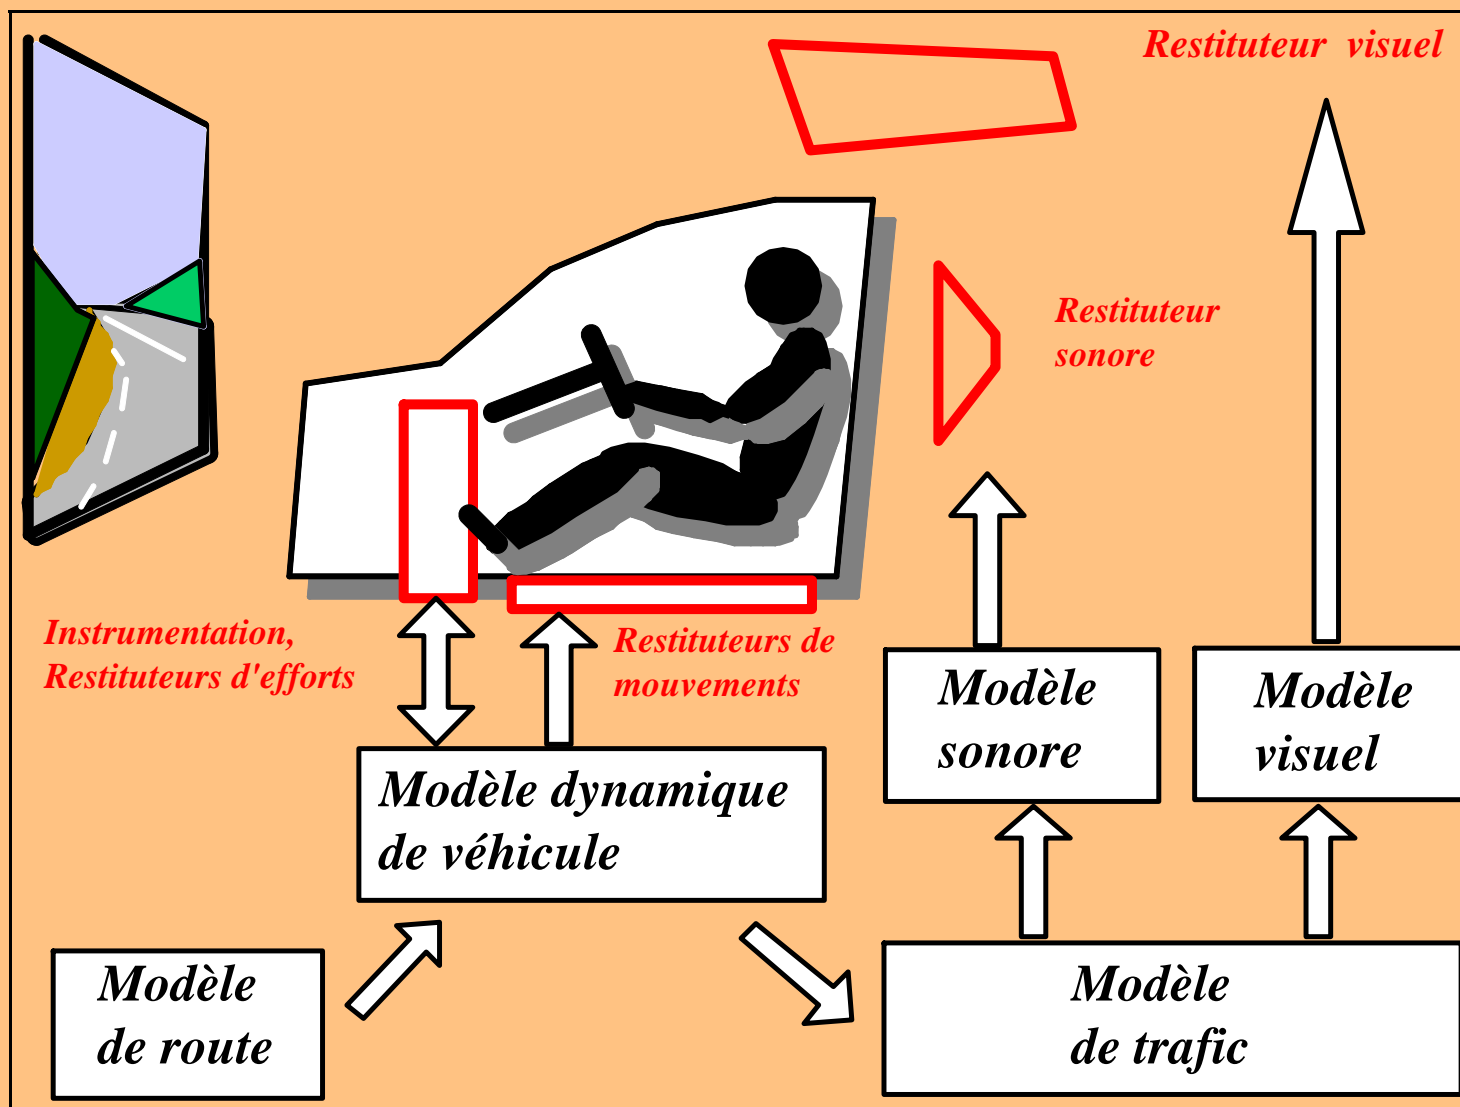 Restituteur visuel
Restituteur
sonore
Instrumentation,
Restituteurs d'efforts
Restituteurs de
mouvements
Modèle
sonore
Modèle
visuel
Modèle dynamique
de véhicule
Modèle
de route
Modèle
de trafic